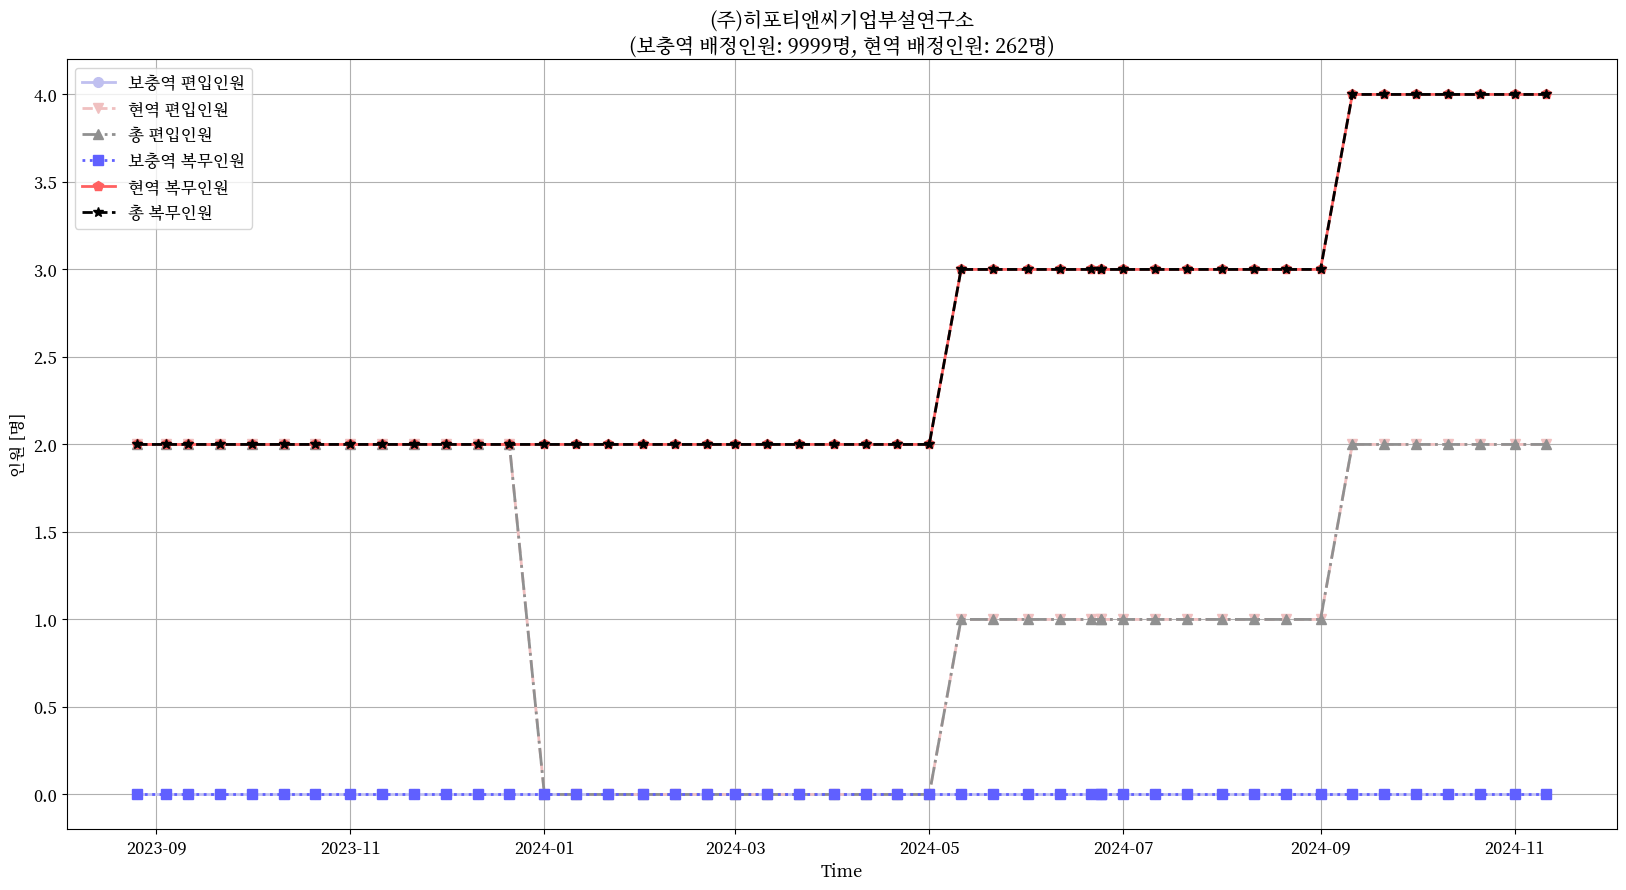 (주)히포티앤씨기업부설연구소
(보충역 배정인원: 9999명, 현역 배정인원: 262명)
보충역 편입인원
현역 편입인원
총 편입인원
보충역 복무인원
현역 복무인원
총 복무인원
인원 [명]
4.0
3.5
3.0
2.5
2.0
1.5
1.0
0.5
0.0
2023-09
2023-11
2024-01
2024-03
2024-05
2024-07
2024-09
2024-11
Time